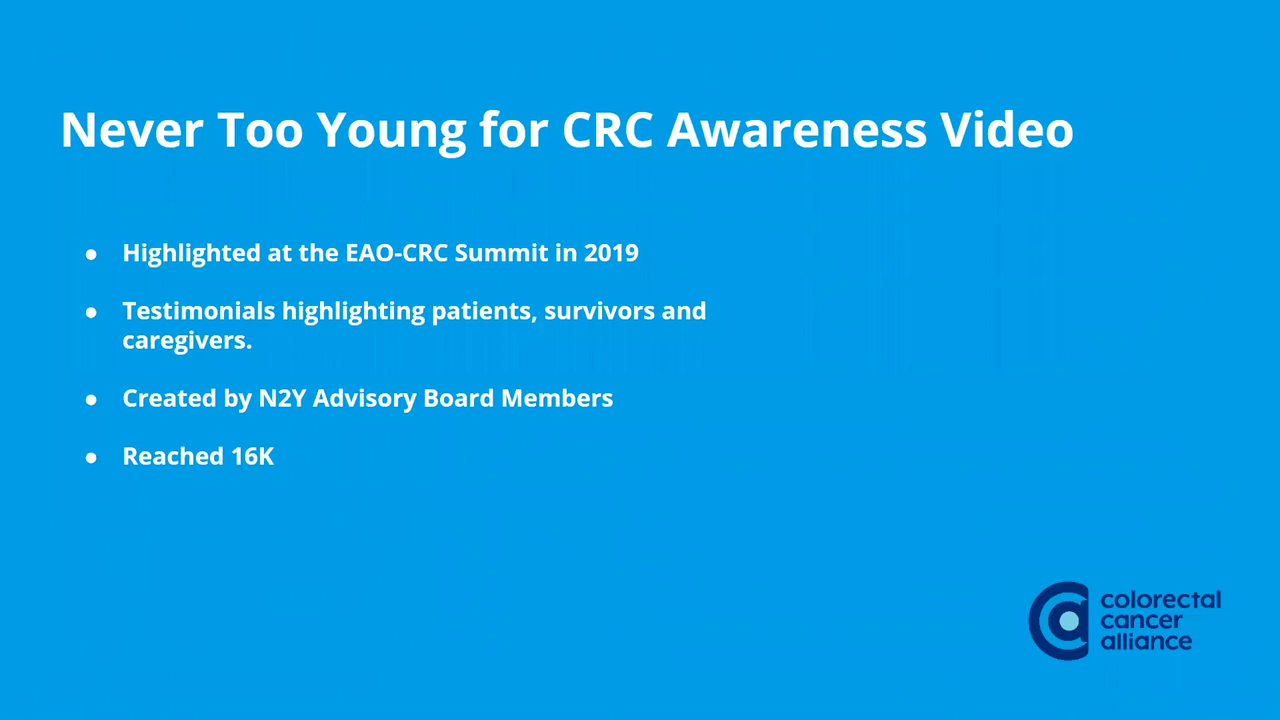 Never Too Young for CRC Awareness Video
● Highlighted at the EAO-CRC Summit in 2019
● Testimonials highlighting patients, survivors and
caregivers.
● Created by N2Y Advisory Board Members
● Reached 16K
colorectal
cancer
alliance